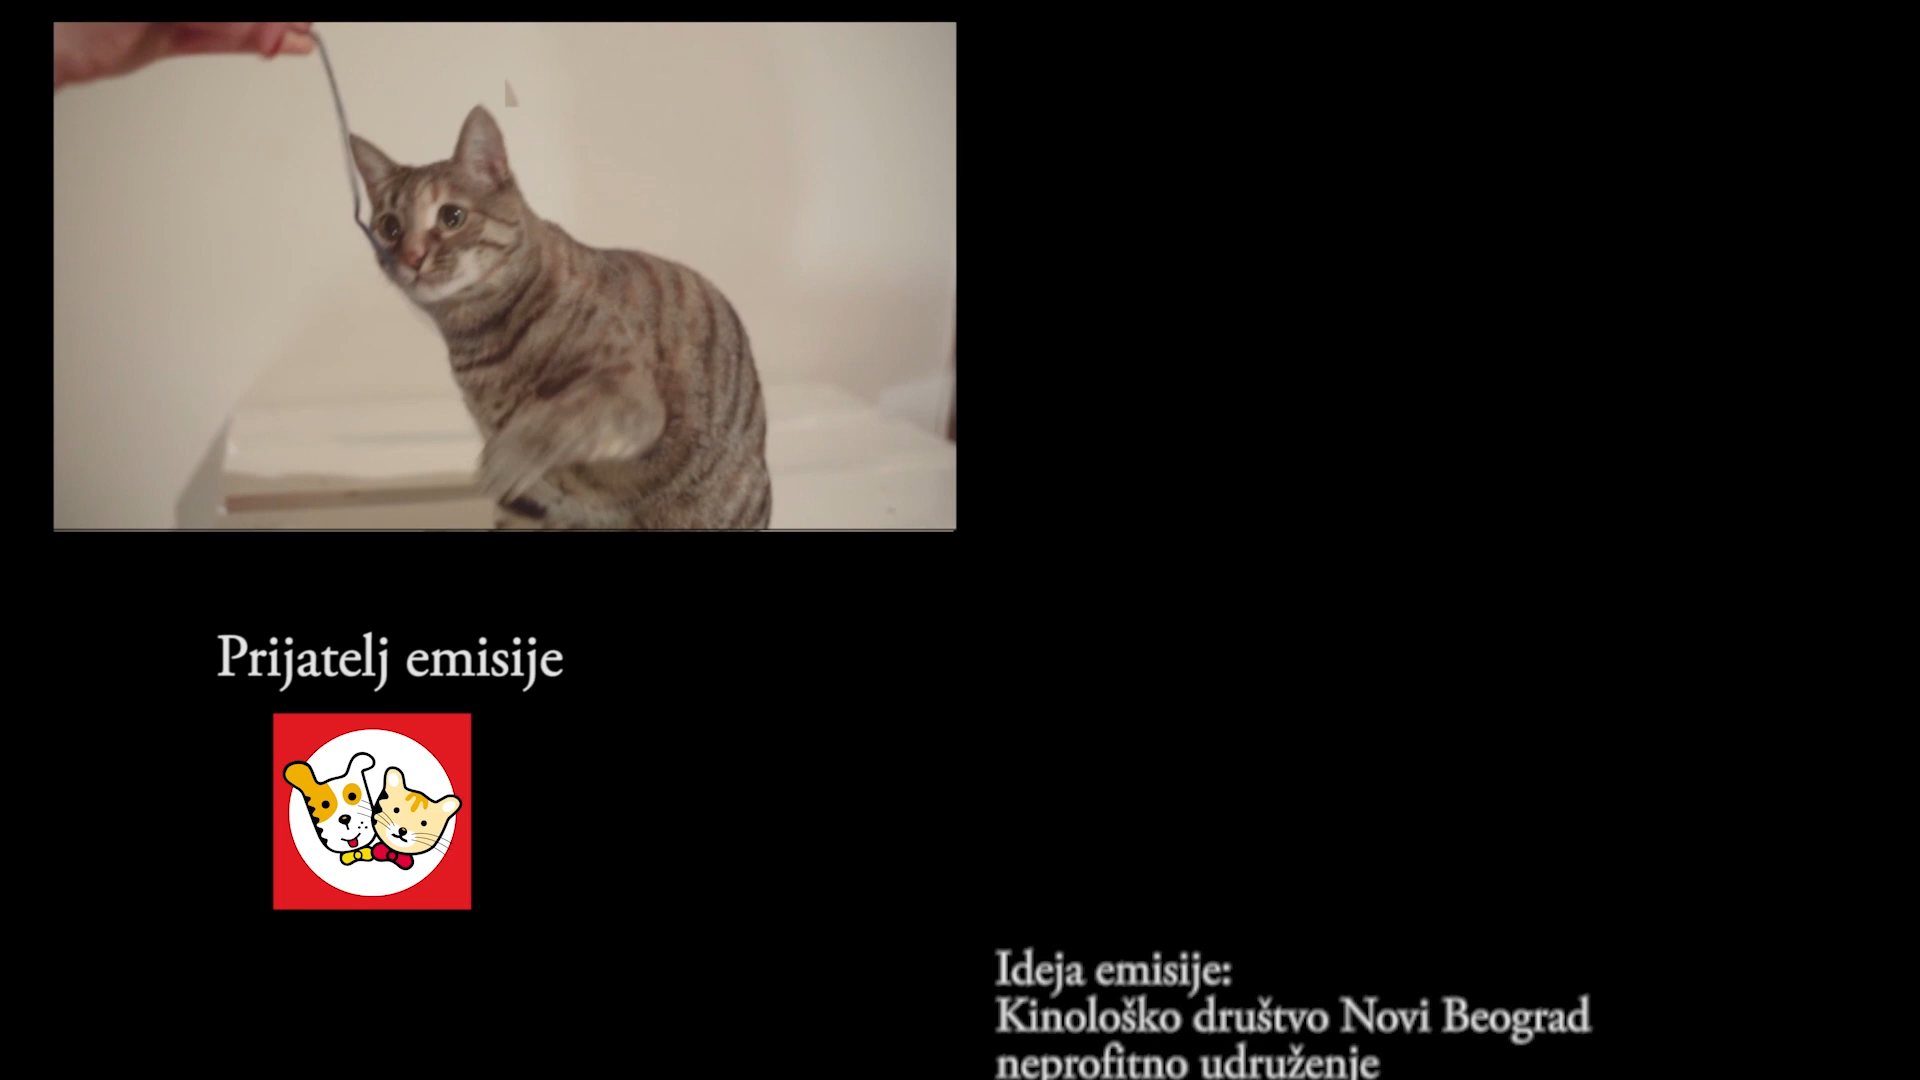 Prijatelj emisije
Ideja emisije:
Kinološko društvo Novi Beograd
neprofitno udruženje